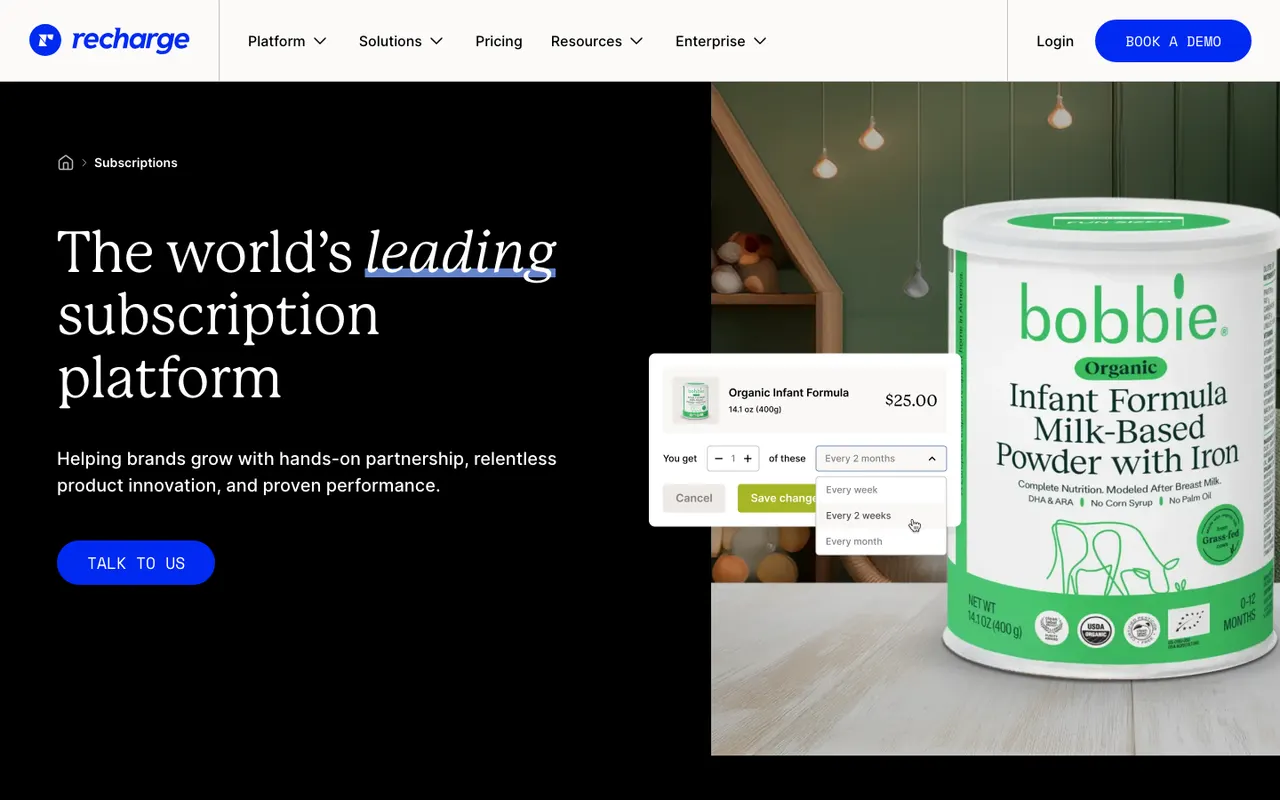 recharge
Platform
Solutions
Pricing
Resources
Enterprise
Login
BOOK A DEMO
Subscriptions
The world's leading
subscription
platform
Helping brands grow with hands-on partnership, relentless
product innovation, and proven performance.
TALK TO US
Organic Infant Formula
14.1 oz (400g)
$25.00
You get
1
of these
Every 2 months
Cancel
Save change
Every week
Every 2 weeks
Every month
bobbie
bobbie®
Organic
Infant Formula
Milk-Based
Powder with Iron
Complete Nutrition. Modeled After Breast Milk.
DHA & ARA
No Corn Syrup
No Palm Oil
Grass-fed
NET WT
14.1 OZ (400 g)
USDA
ORGANIC
0-12
MONTHS